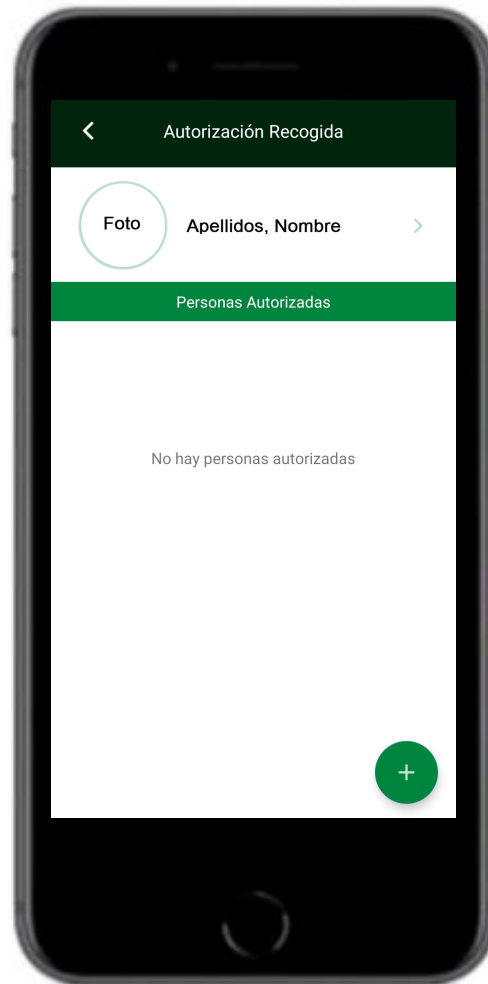 Autorización Recogida
Foto
Apellidos, Nombre
Personas Autorizadas
No hay personas autorizadas